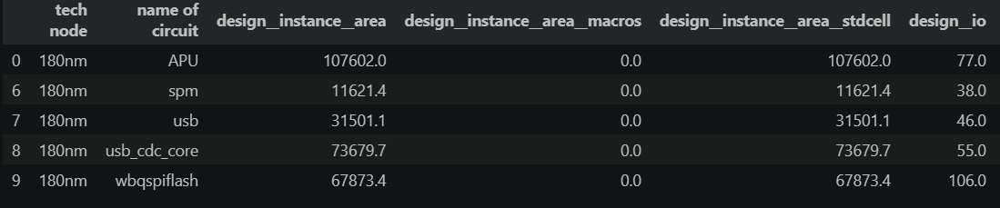 tech node name of circuit design__instance_area design__instance_area_macros design__instance_area__stdcell design__io
0 180nm APU 107602.0 0.0 107602.0 77.0
6 180nm spm 11621.4 0.0 11621.4 38.0
7 180nm usb 31501.1 0.0 31501.1 46.0
8 180nm usb_cdc_core 73679.7 0.0 73679.7 55.0
9 180nm wbqspiflash 67873.4 0.0 67873.4 106.0